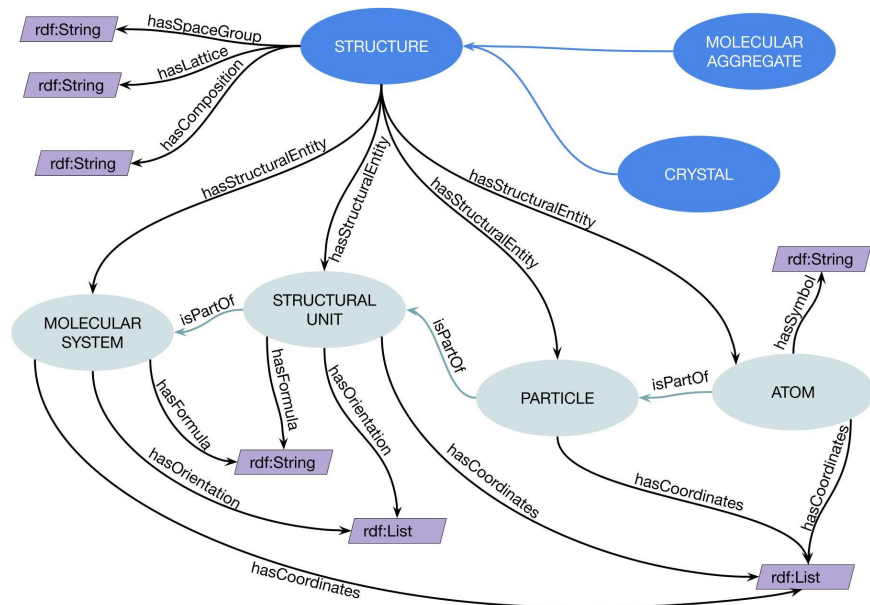 rdf:String
hasSpaceGroup
STRUCTURE
MOLECULAR
AGGREGATE
rdf:String
hasLattice
rdf:String
hasComposition
CRYSTAL
hasStructuralEntity
hasStructuralEntity
hasStructuralEntity
hasStructuralEntity
rdf:String
hasSymbol
MOLECULAR
SYSTEM
isPartOf
STRUCTURAL
UNIT
isPartOf
PARTICLE
isPartOf
ATOM
hasFormula
hasFormula
hasOrientation
rdf:String
hasOrientation
hasCoordinates
hasCoordinates
hasCoordinates
rdf:List
hasCoordinates
rdf:List